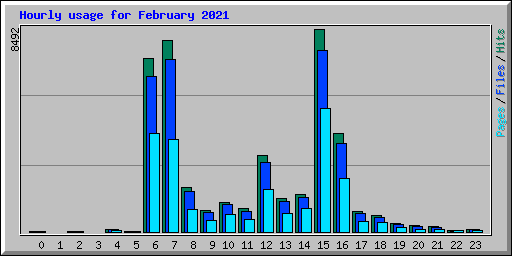 Hourly usage for February 2021
8492
Pages/Files/Hits
0 1 2 3 4 5 6 7 8 9 10 11 12 13 14 15 16 17 18 19 20 21 22 23